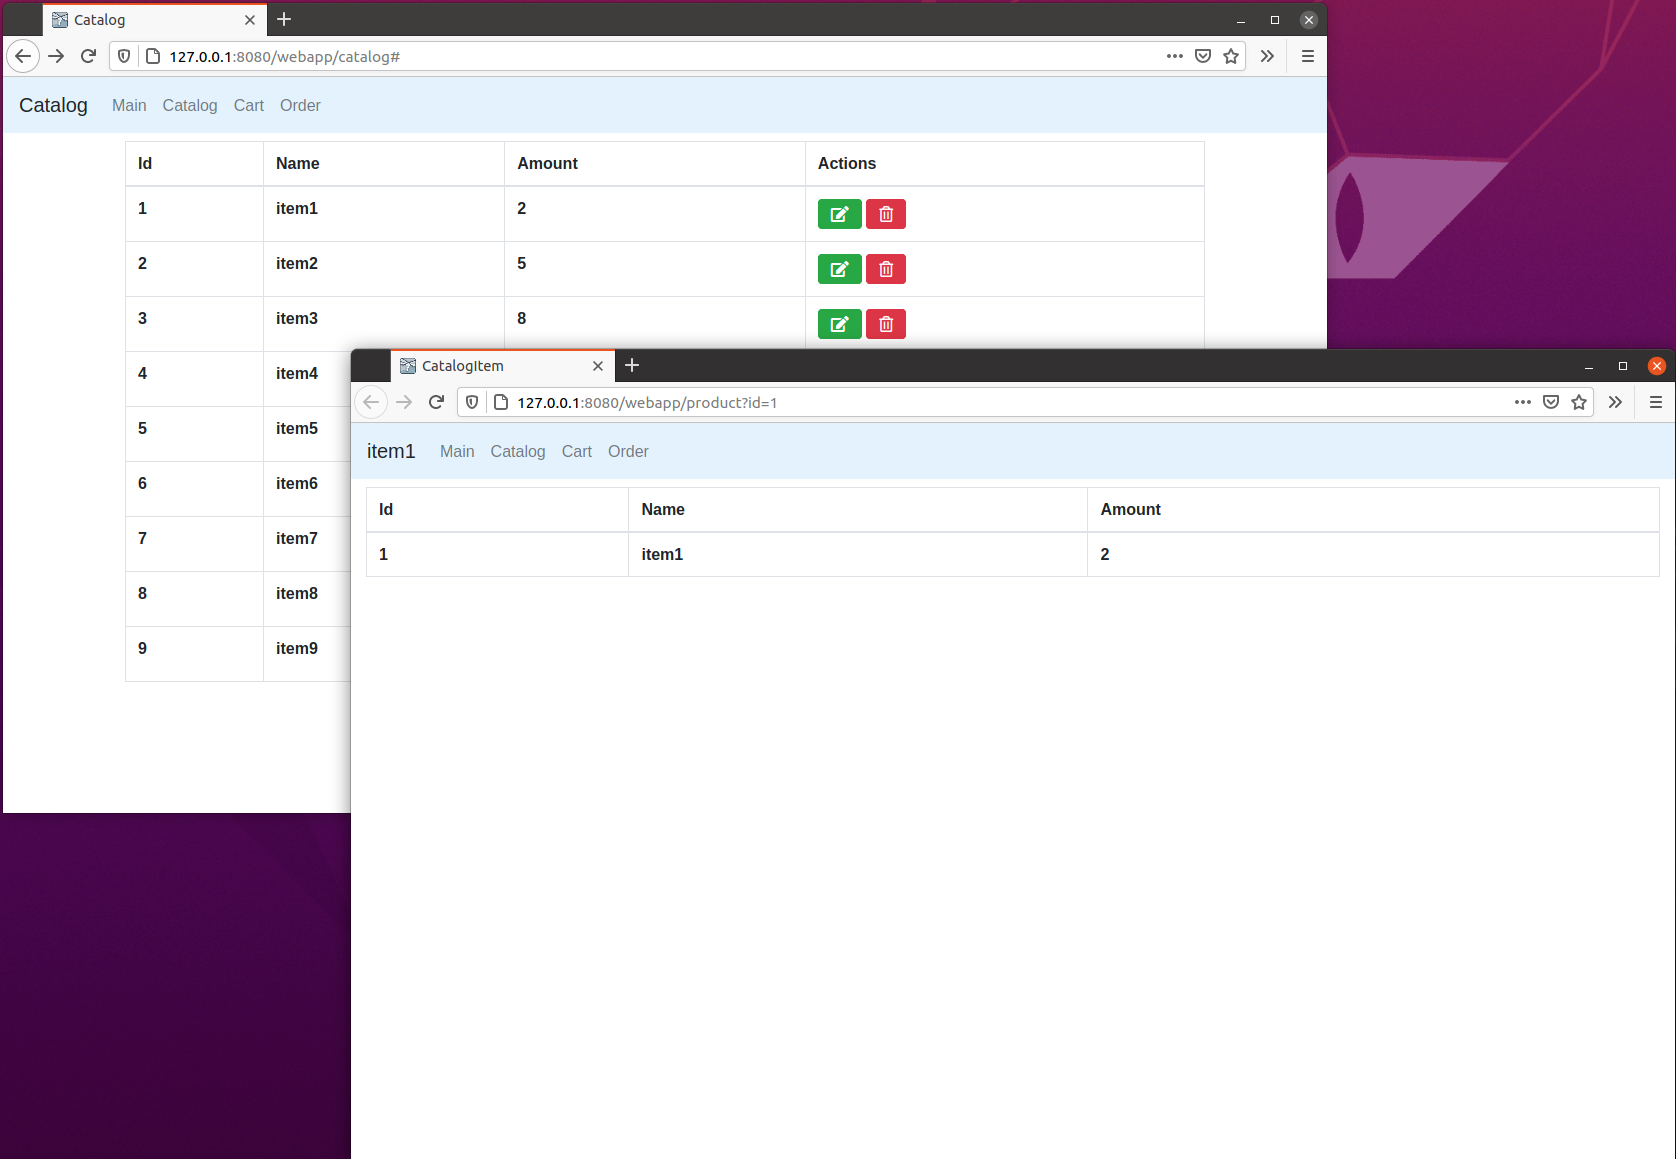 Catalog
127.0.0.1:8080/webapp/catalog#
Catalog Main Catalog Cart Order
Id Name Amount Actions
1 item1 2
2 item2 5
3 item3 8
4 item4
5 item5
6 item6
7 item7
8 item8
9 item9
CatalogItem
127.0.0.1:8080/webapp/product?id=1
item1 Main Catalog Cart Order
Id Name Amount
1 item1 2